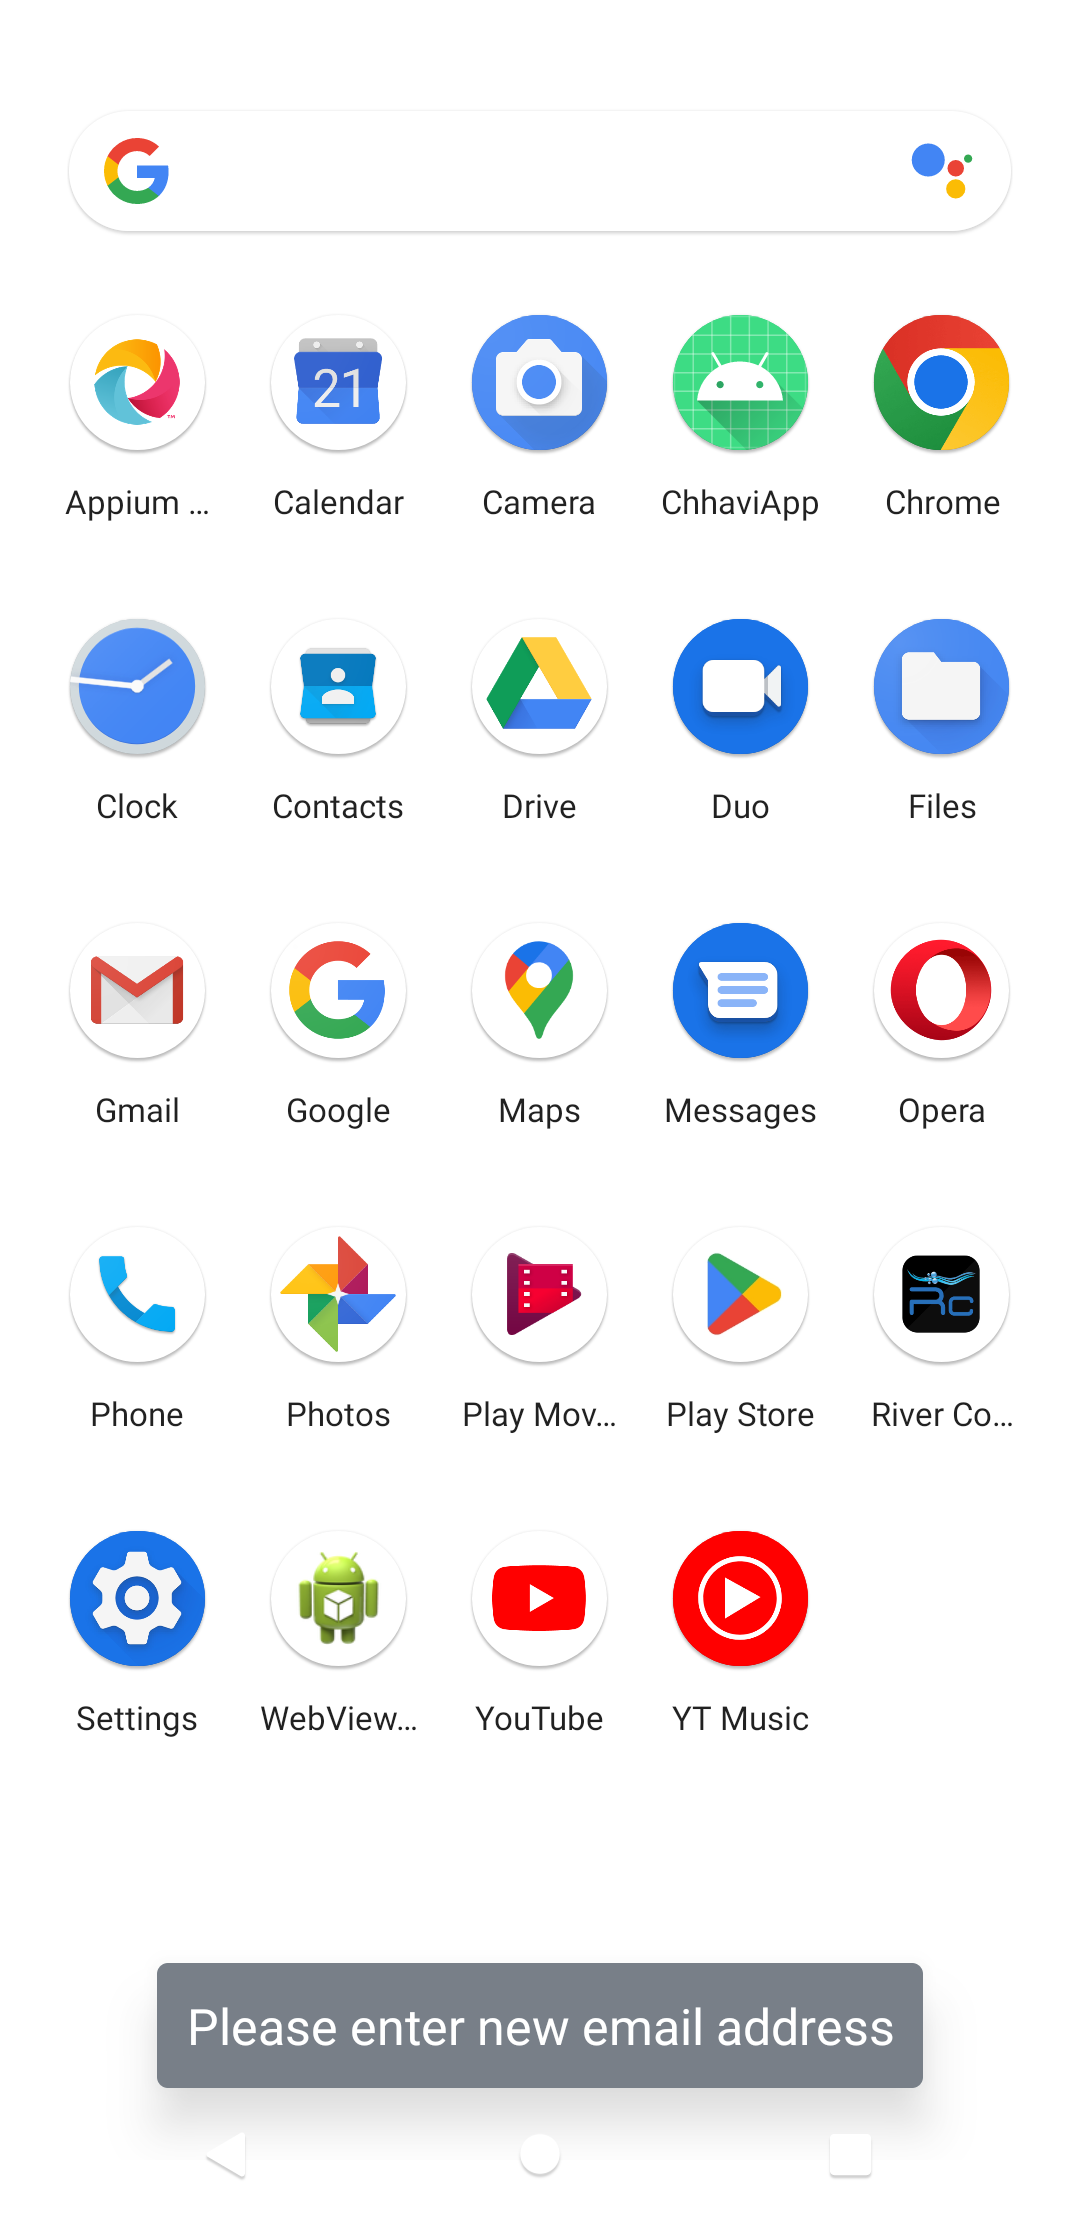 21
Appium ...
Calendar
Camera
ChhaviApp
Chrome
Clock
Contacts
Drive
Duo
Files
Gmail
Google
Maps
Messages
Opera
Phone
Photos
Play Mov...
Play Store
Rc
River Co...
Settings
WebView...
YouTube
YT Music
Please enter new email address